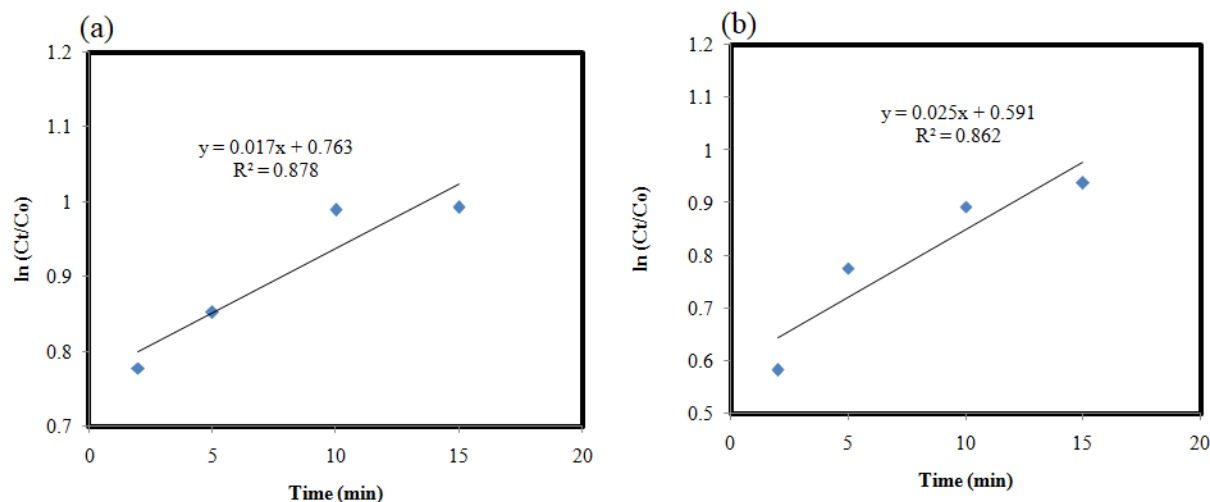 (a)
1.2
1.1
1
0.9
0.8
0.7
ln (Ct/Co)
y = 0.017x + 0.763
R² = 0.878
0 5 10 15 20
Time (min)
(b)
1.2
1.1
1
0.9
0.8
0.7
0.6
0.5
ln (Ct/Co)
y = 0.025x + 0.591
R² = 0.862
0 5 10 15 20
Time (min)